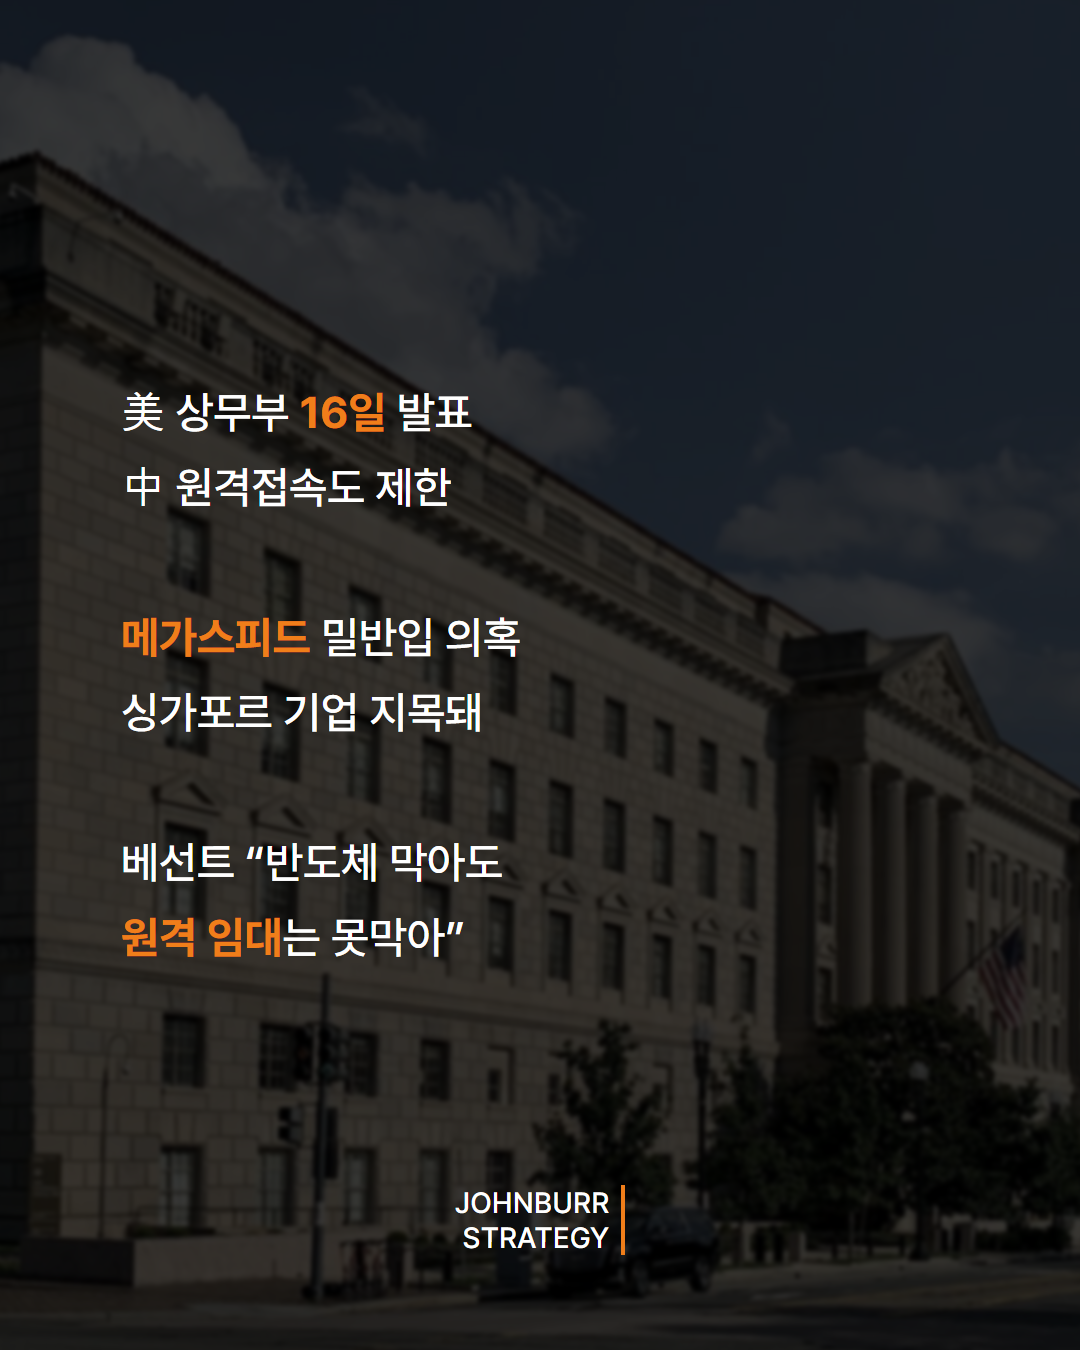 美 상무부 16일 발표
中 원격접속도 제한
메가스피드 밀반입 의혹
싱가포르 기업 지목돼
베선트 “반도체 막아도
원격 임대는 못막아”
JOHNBURR
STRATEGY